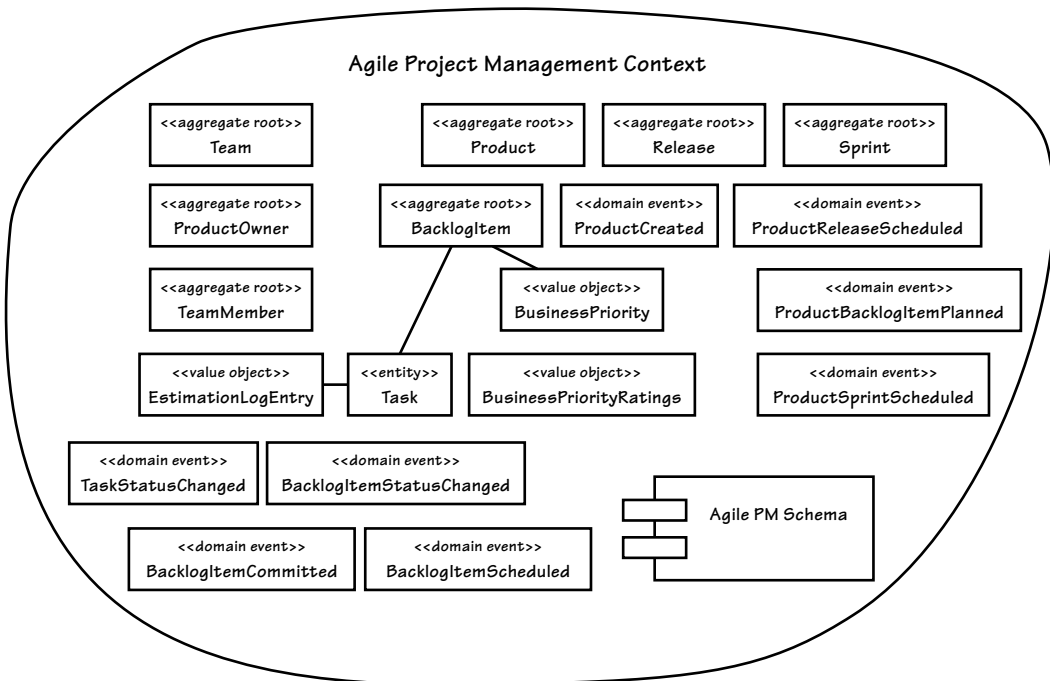 Agile Project Management Context
<<aggregate root>>
Team
<<aggregate root>>
Product
<<aggregate root>>
Release
<<aggregate root>>
Sprint
<<aggregate root>>
ProductOwner
<<aggregate root>>
BacklogItem
<<domain event>>
ProductCreated
<<domain event>>
ProductReleaseScheduled
<<aggregate root>>
TeamMember
<<value object>>
BusinessPriority
<<domain event>>
ProductBacklogItemPlanned
<<value object>>
EstimationLogEntry
<<entity>>
Task
<<value object>>
BusinessPriorityRatings
<<domain event>>
ProductSprintScheduled
<<domain event>>
TaskStatusChanged
<<domain event>>
BacklogItemStatusChanged
Agile PM Schema
<<domain event>>
BacklogItemCommitted
<<domain event>>
BacklogItemScheduled